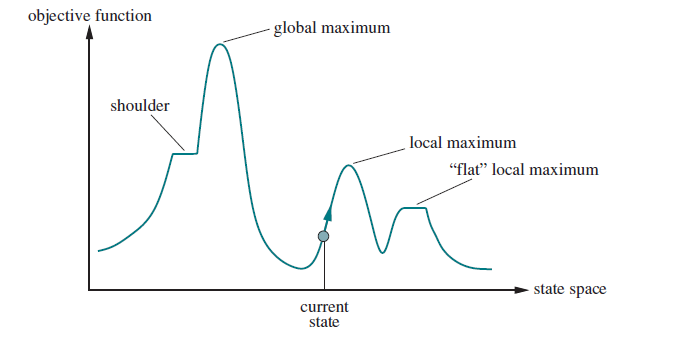 objective function
global maximum
shoulder
local maximum
“flat” local maximum
state space
current
state